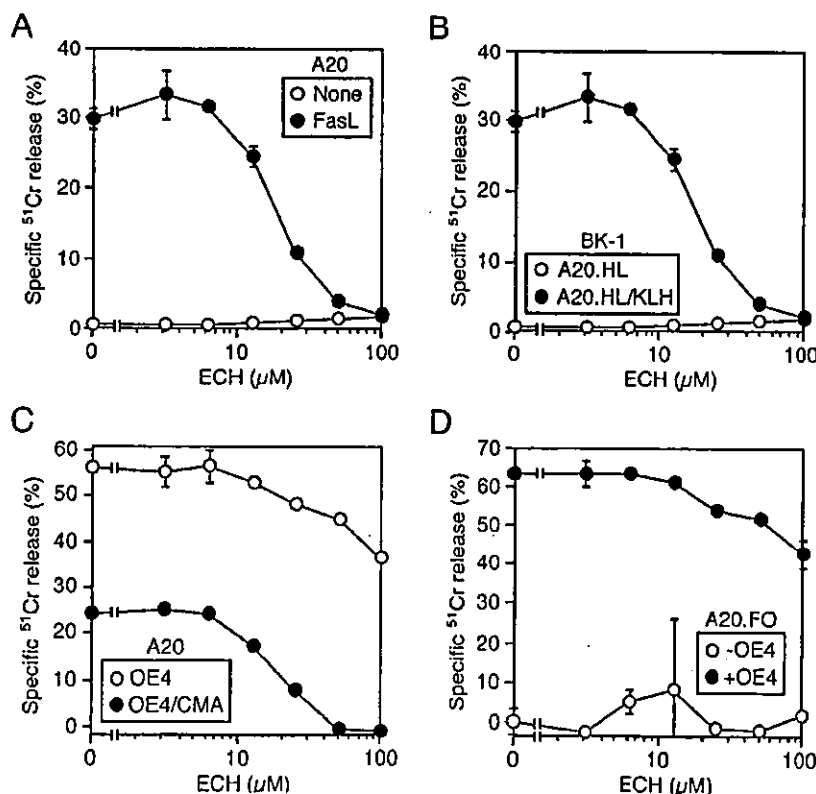 A
Specific ⁵¹Cr release (%)
40
30
20
10
0
A20
None
FasL
0
10
100
ECH (μM)
B
Specific ⁵¹Cr release (%)
40
30
20
10
0
BK-1
A20.HL
A20.HL/KLH
0
10
100
ECH (μM)
C
Specific ⁵¹Cr release (%)
60
50
40
30
20
10
0
A20
OE4
OE4/CMA
0
10
100
ECH (μM)
D
Specific ⁵¹Cr release (%)
70
60
50
40
30
20
10
0
A20.FO
-OE4
+OE4
0
10
100
ECH (μM)